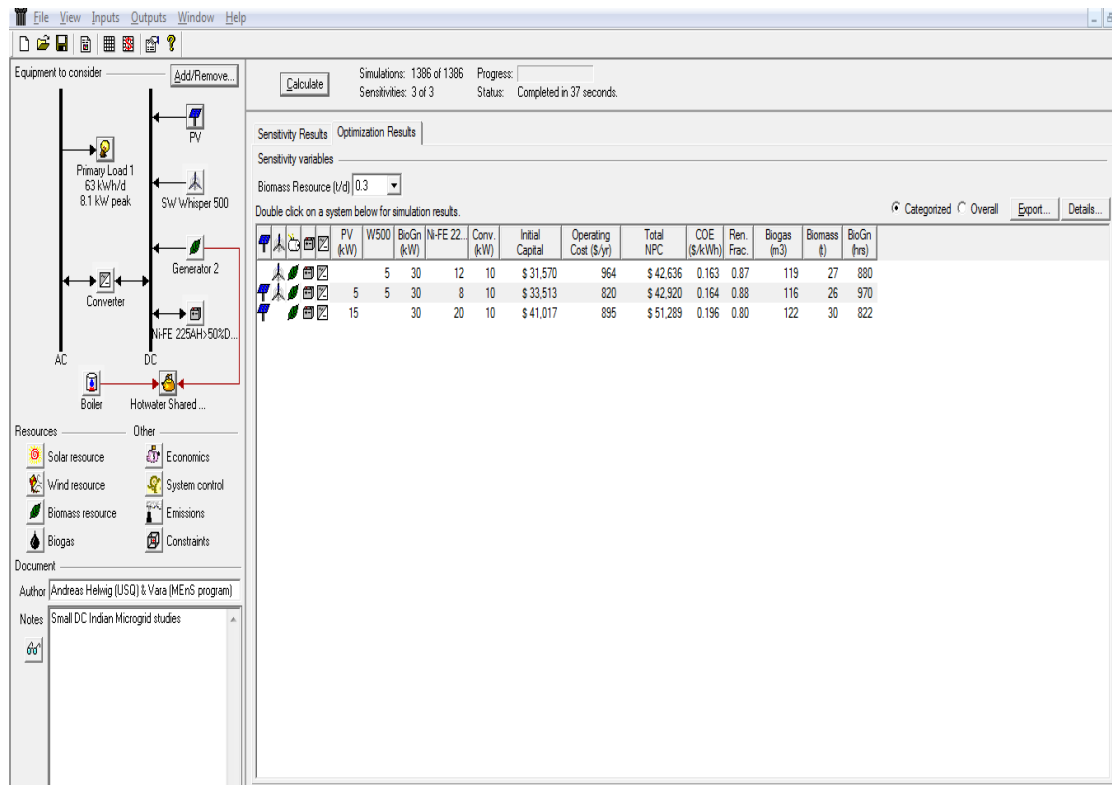 File View Inputs Outputs Window Help
Equipment to consider Add/Remove...
Calculate
Simulations: 1386 of 1386 Progress:
Sensitivities: 3 of 3 Status: Completed in 37 seconds.
PV
Primary Load 1
63 kWh/d
8.1 kW peak
SW Whisper 500
Generator 2
Converter
Ni-FE 225AH>50%D...
AC DC
Boiler Hotwater Shared ...
Resources Other
Solar resource Economics
Wind resource System control
Biomass resource Emissions
Biogas Constraints
Document
Author Andreas Helwig (USQ) & Vara (MEnS program)
Notes Small DC Indian Microgrid studies
Sensitivity Results Optimization Results
Sensitivity variables
Biomass Resource (t/d) 0.3
Double click on a system below for simulation results. Categorized Overall Export... Details...
PV (kW) W500 BioGn (kW) Ni-FE 22... Conv. (kW) Initial Capital Operating Cost ($/yr) Total NPC COE ($/kWh) Ren. Frac. Biogas (m3) Biomass (t) BioGn (hrs)
5 30 12 10 $ 31,570 964 $ 42,636 0.163 0.87 119 27 880
5 5 30 8 10 $ 33,513 820 $ 42,920 0.164 0.88 116 26 970
15 30 20 10 $ 41,017 895 $ 51,289 0.196 0.80 122 30 822